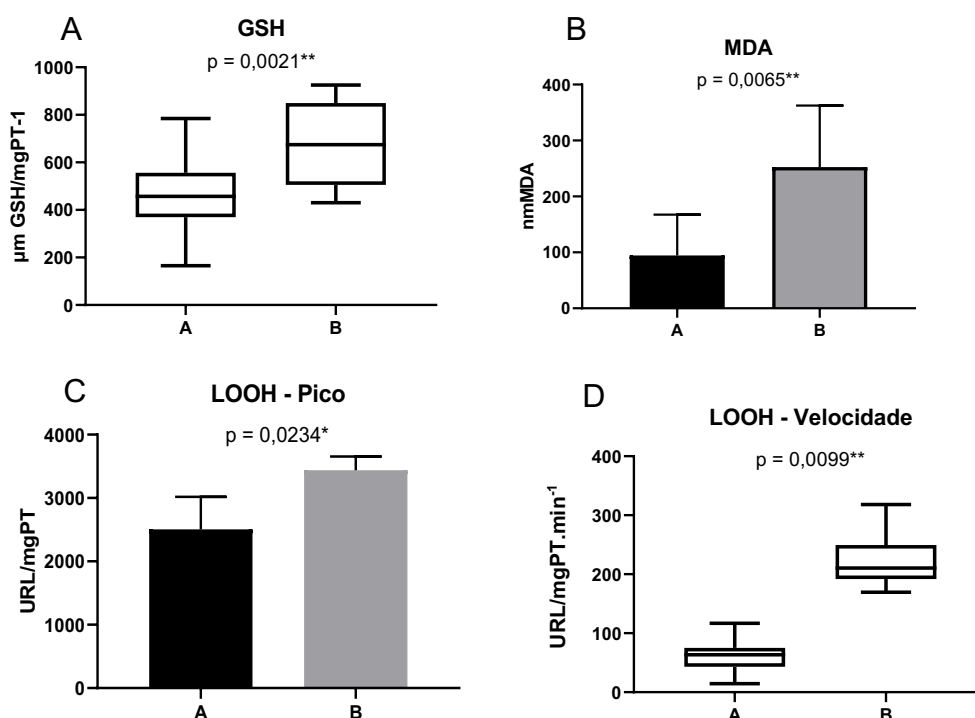 A
GSH
p = 0,0021**
μm GSH/mgPT-1
1000
800
600
400
200
0
A
B
B
MDA
p = 0,0065**
nmMDA
400
300
200
100
0
A
B
C
LOOH - Pico
p = 0,0234*
URL/mgPT
4000
3000
2000
1000
0
A
B
D
LOOH - Velocidade
p = 0,0099**
URL/mgPT.min⁻¹
400
300
200
100
0
A
B